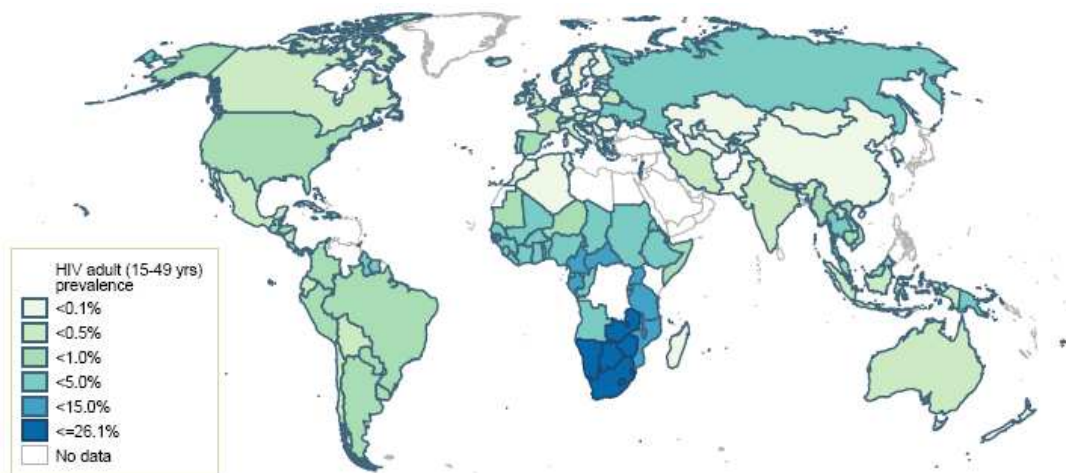 HIV adult (15-49 yrs)
prevalence
<0.1%
<0.5%
<1.0%
<5.0%
<15.0%
<=26.1%
No data